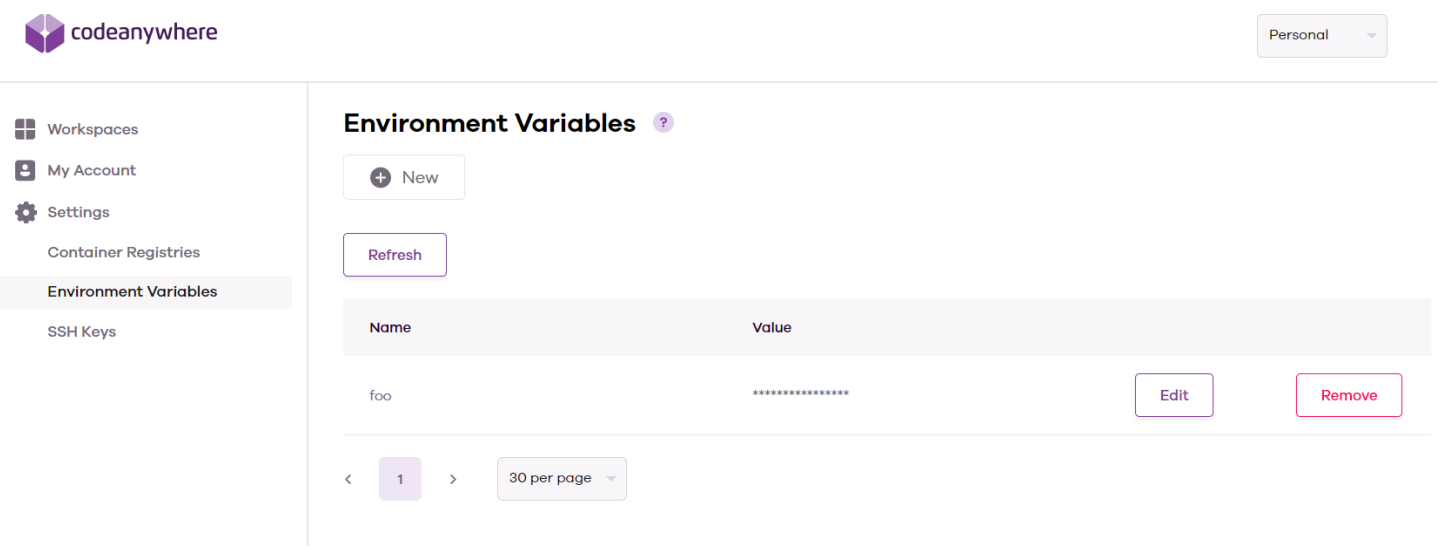 codeanywhere
Personal
Workspaces
My Account
Settings
Container Registries
Environment Variables
SSH Keys
Environment Variables ?
New
Refresh
Name Value
foo **************** Edit Remove
1 30 per page